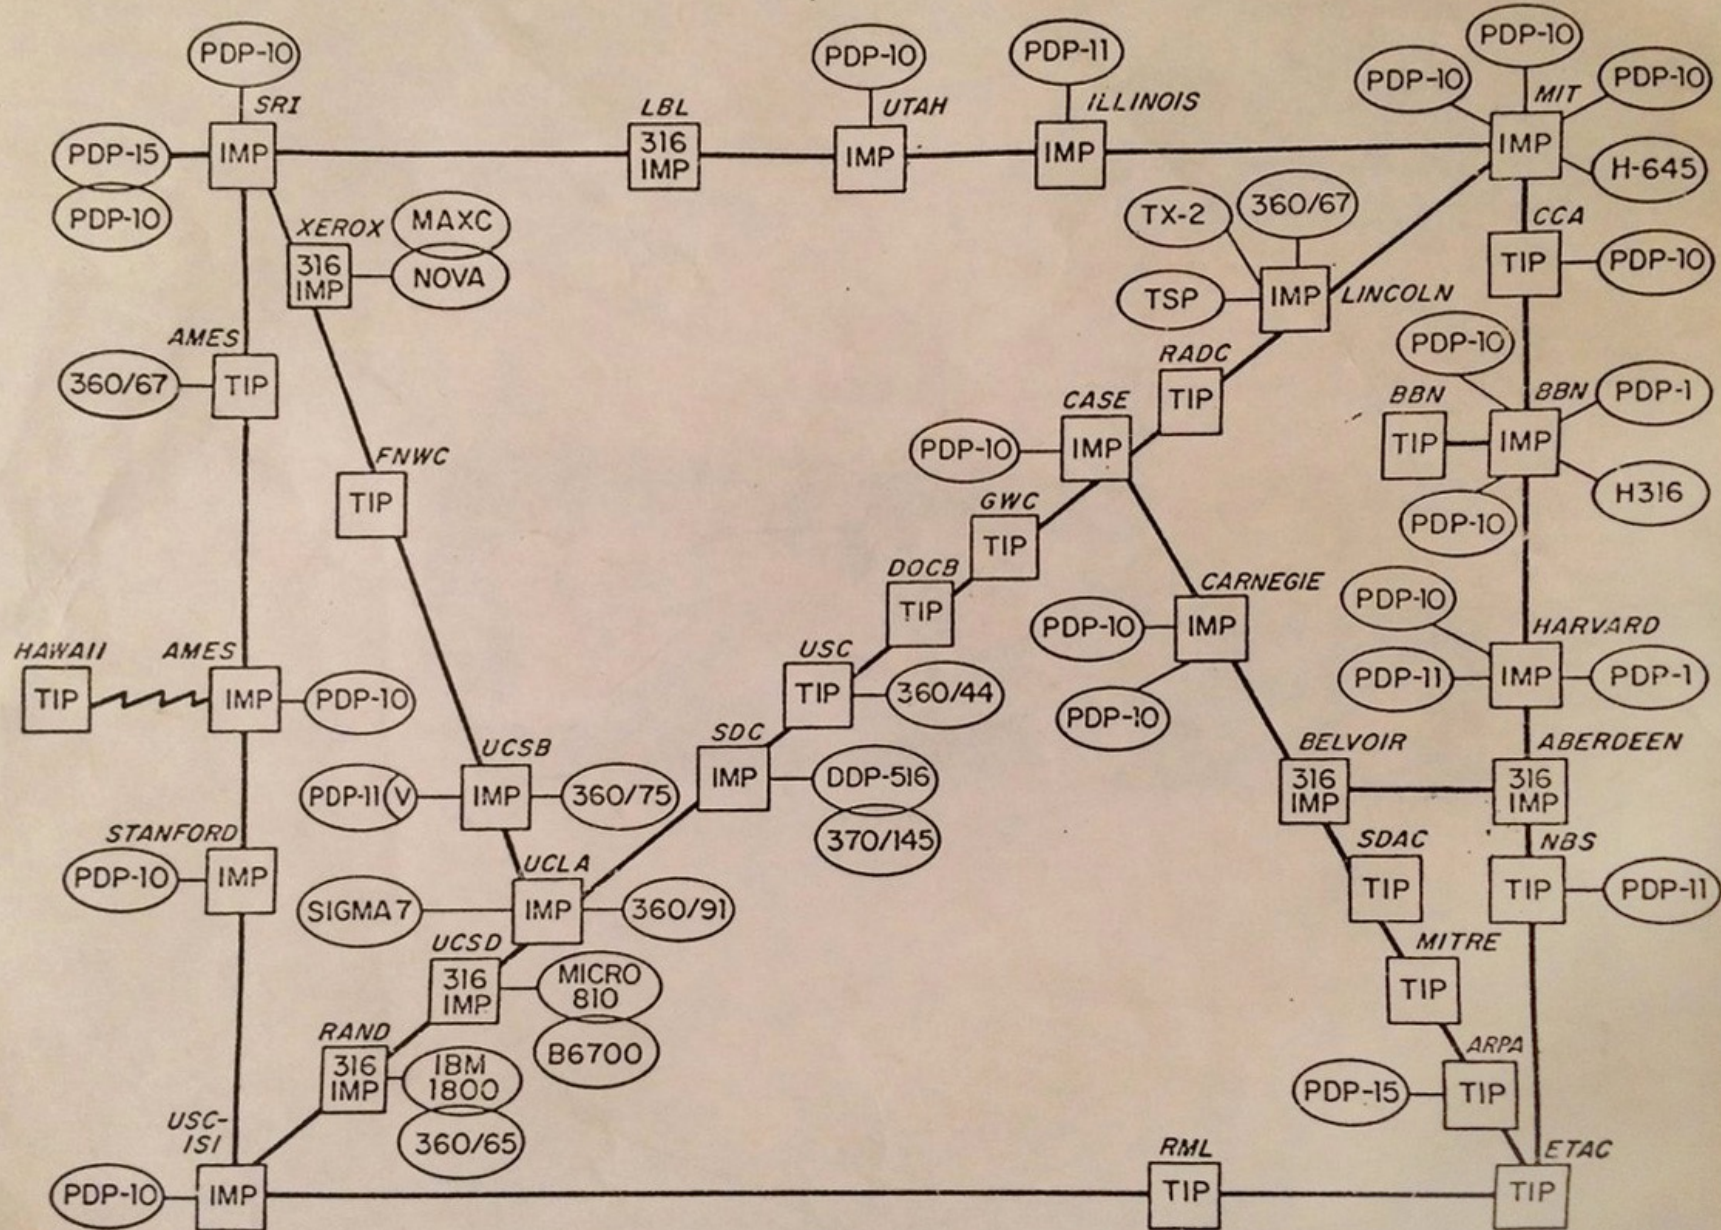 PDP-10
PDP-10
PDP-11
PDP-10
PDP-10
PDP-10
SRI
LBL
UTAH
ILLINOIS
MIT
PDP-15
IMP
316
IMP
IMP
IMP
IMP
H-645
PDP-10
XEROX
MAXC
NOVA
316
IMP
TX-2
360/67
TSP
IMP
LINCOLN
CCA
TIP
PDP-10
AMES
360/67
TIP
RADC
TIP
PDP-10
BBN
TIP
BBN
IMP
PDP-1
H316
PDP-10
CASE
PDP-10
IMP
FNWC
TIP
GWC
TIP
DOCB
TIP
CARNEGIE
PDP-10
IMP
PDP-10
PDP-10
HARVARD
PDP-11
IMP
PDP-1
HAWAII
TIP
AMES
IMP
PDP-10
USC
TIP
360/44
SDC
IMP
DDP-516
370/145
UCSB
PDP-11
V
IMP
360/75
BELVOIR
316
IMP
ABERDEEN
316
IMP
STANFORD
PDP-10
IMP
UCLA
SIGMA 7
IMP
360/91
SDAC
TIP
NBS
TIP
PDP-11
UCSD
316
IMP
MICRO
810
B6700
MITRE
TIP
RAND
316
IMP
IBM
1800
360/65
ARPA
PDP-15
TIP
USC-
ISI
PDP-10
IMP
RML
TIP
ETAC
TIP